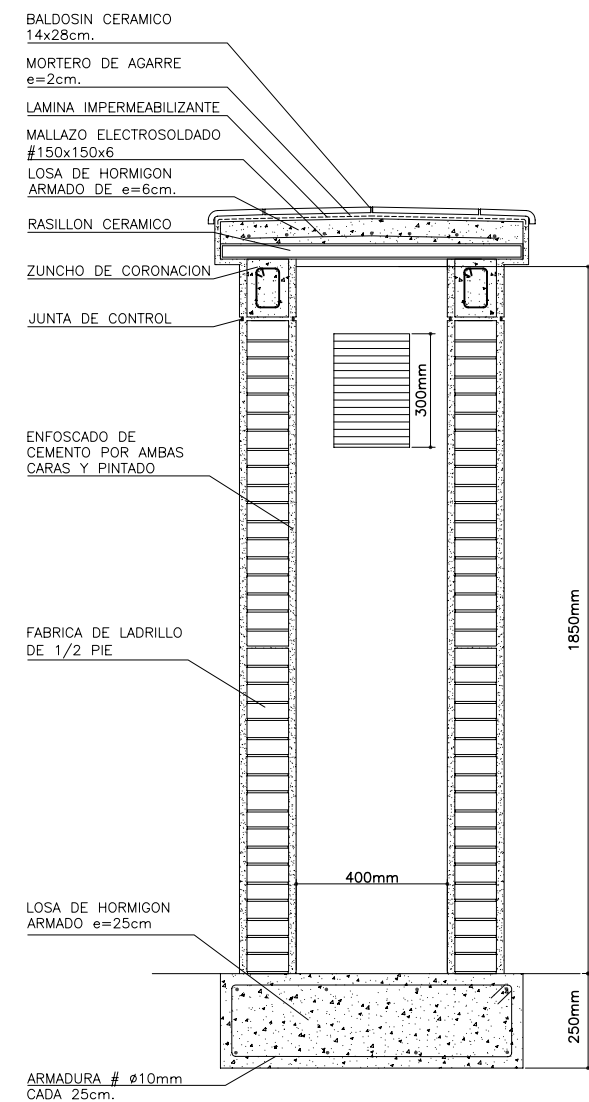 BALDOSIN CERAMICO
14x28cm.
MORTERO DE AGARRE
e=2cm.
LAMINA IMPERMEABILIZANTE
MALLAZO ELECTROSOLDADO
#150x150x6
LOSA DE HORMIGON
ARMADO DE e=6cm.
RASILLON CERAMICO
ZUNCHO DE CORONACION
JUNTA DE CONTROL
300mm
ENFOSCADO DE
CEMENTO POR AMBAS
CARAS Y PINTADO
1850mm
FABRICA DE LADRILLO
DE 1/2 PIE
400mm
LOSA DE HORMIGON
ARMADO e=25cm
250mm
ARMADURA # ø10mm
CADA 25cm.